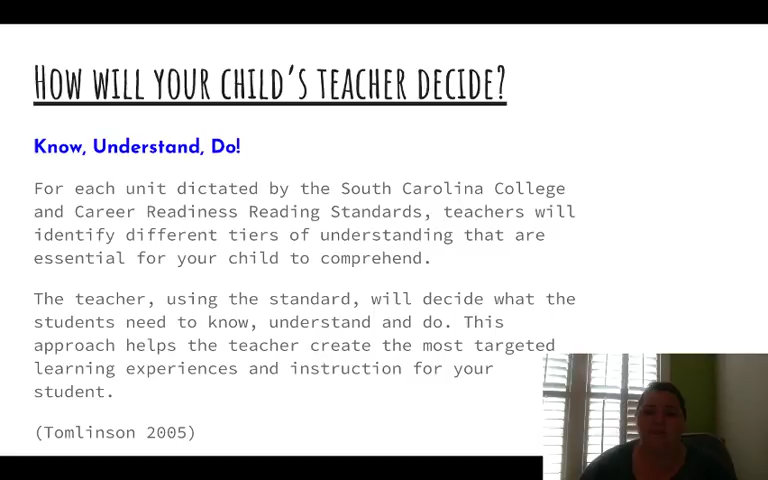 How will your child's teacher decide?
Know, Understand, Do!
For each unit dictated by the South Carolina College
and Career Readiness Reading Standards, teachers will
identify different tiers of understanding that are
essential for your child to comprehend.
The teacher, using the standard, will decide what the
students need to know, understand and do. This
approach helps the teacher create the most targeted
learning experiences and instruction for your
student.
(Tomlinson 2005)